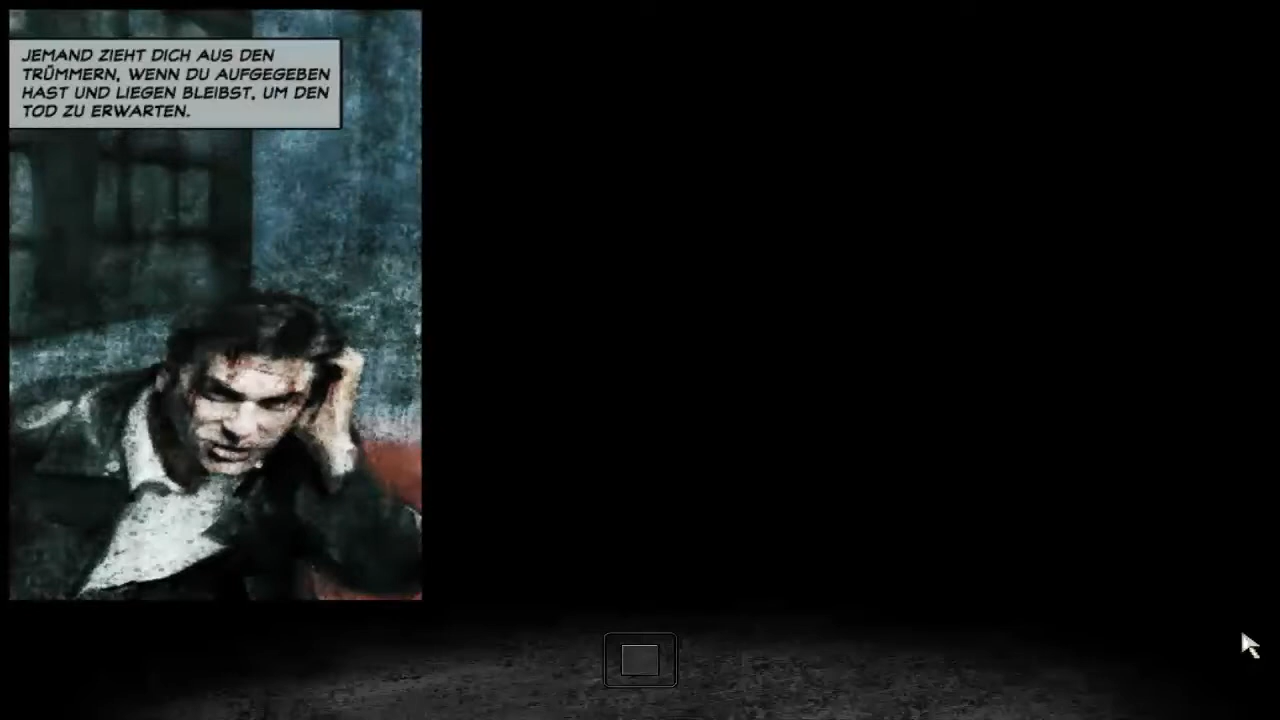 JEMAND ZIEHT DICH AUS DEN
TRÜMMERN, WENN DU AUFGEGEBEN
HAST UND LIEGEN BLEIBST, UM DEN
TOD ZU ERWARTEN.